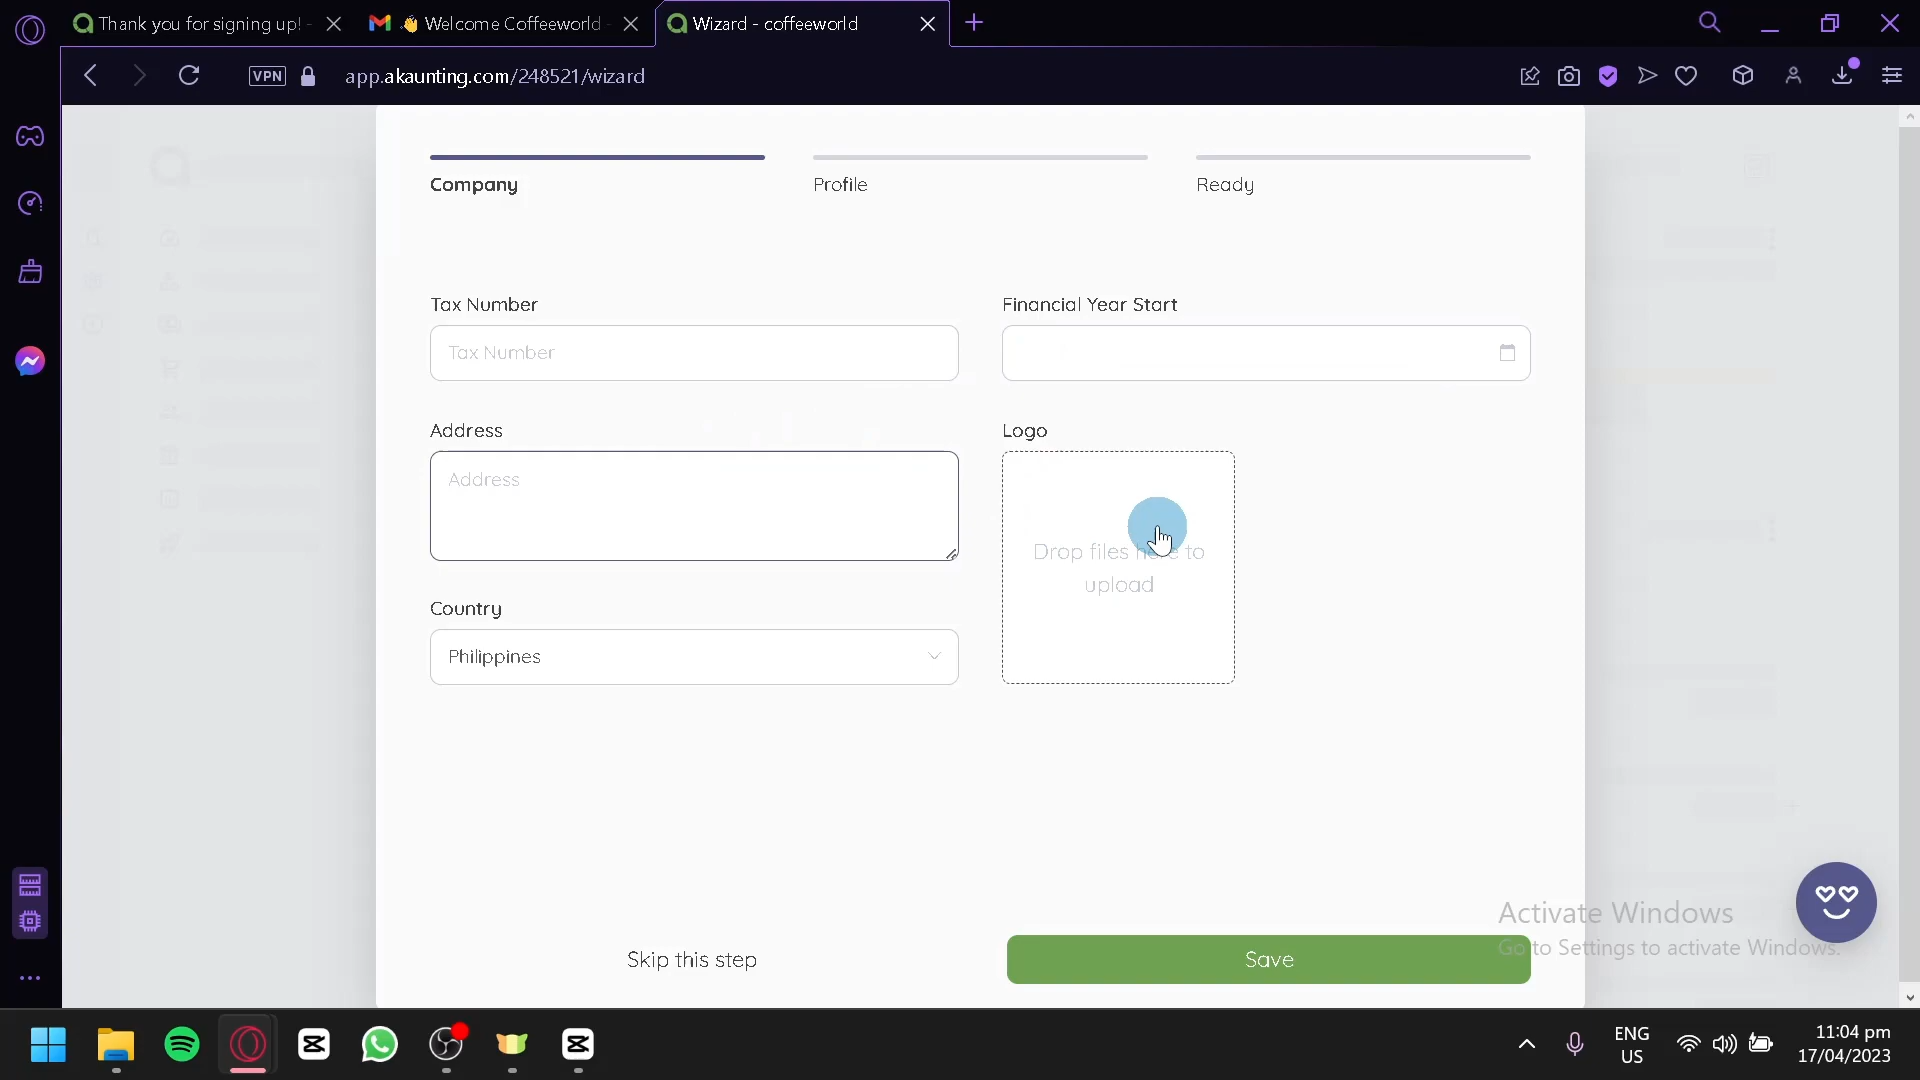 Thank you for signing up! -
👋 Welcome Coffeeworld -
Wizard - coffeeworld
VPN
app.akaunting.com/248521/wizard
Company
Profile
Ready
Tax Number
Financial Year Start
Tax Number
Address
Logo
Address
Drop files here to
upload
Country
Philippines
Activate Windows
Go to Settings to activate Windows.
Skip this step
Save
ENG
US
11:04 pm
17/04/2023